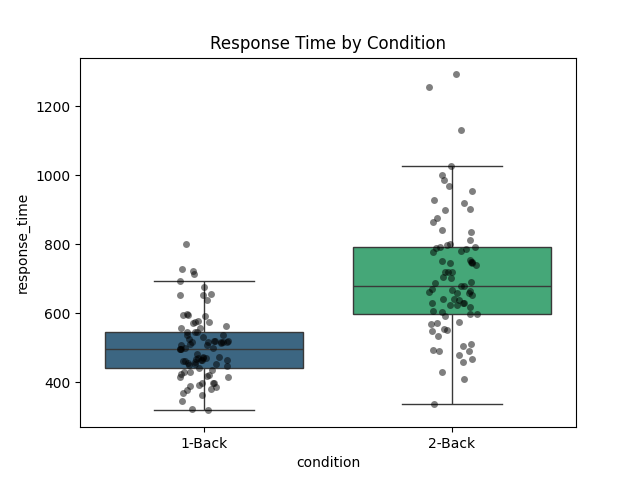 Response Time by Condition
1200
1000
800
600
400
response_time
1-Back
2-Back
condition